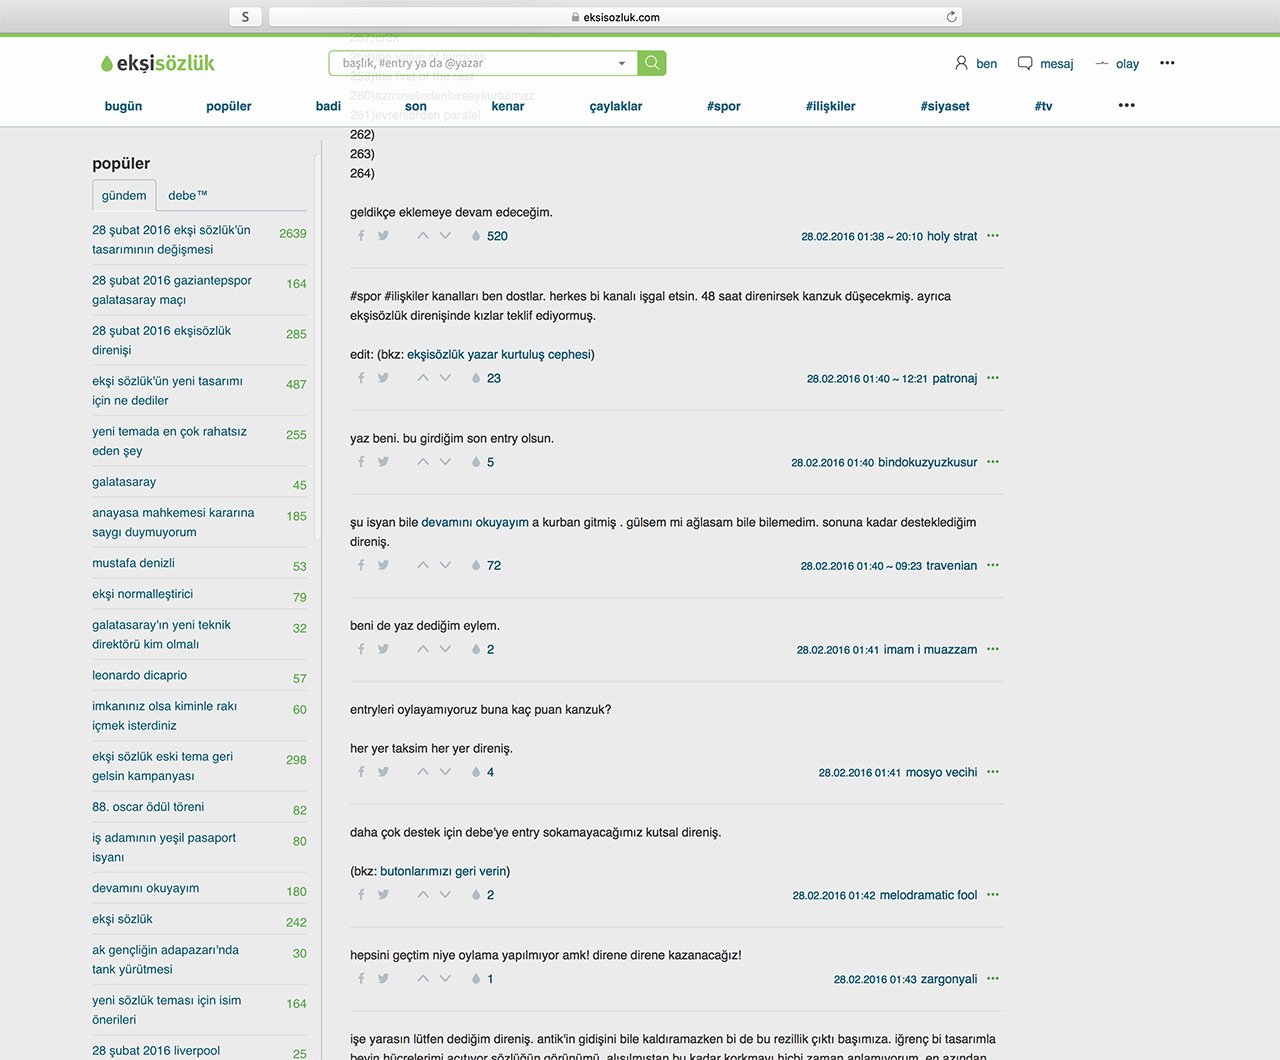 S
eksisozluk.com
257)or2k
ekşisözlük
başlık, #entry ya da @yazar
ben
mesaj
olay
•••
259)the first of the rest
bugün
popüler
badi
son
kenar
çaylaklar
#spor
#ilişkiler
#siyaset
#tv
•••
260)azminelindenbirseykurtulmaz
261)evrenlerden paralel
262)
263)
264)
geldikçe eklemeye devam edeceğim.
520
28.02.2016 01:38 ~ 20:10 holy strat •••
#spor #ilişkiler kanalları ben dostlar. herkes bi kanalı işgal etsin. 48 saat direnirsek kanzuk düşecekmiş. ayrıca
ekşisözlük direnişinde kızlar teklif ediyormuş.
edit: (bkz: ekşisözlük yazar kurtuluş cephesi)
23
28.02.2016 01:40 ~ 12:21 patronaj •••
yaz beni. bu girdiğim son entry olsun.
5
28.02.2016 01:40 bindokuzyuzkusur •••
şu isyan bile devamını okuyayım a kurban gitmiş . gülsem mi ağlasam bile bilemedim. sonuna kadar desteklediğim
direniş.
72
28.02.2016 01:40 ~ 09:23 travenian •••
beni de yaz dediğim eylem.
2
28.02.2016 01:41 imam i muazzam •••
entryleri oylayamıyoruz buna kaç puan kanzuk?
her yer taksim her yer direniş.
4
28.02.2016 01:41 mosyo vecihi •••
daha çok destek için debe'ye entry sokamayacağımız kutsal direniş.
(bkz: butonlarımızı geri verin)
2
28.02.2016 01:42 melodramatic fool •••
hepsini geçtim niye oylama yapılmıyor amk! direne direne kazanacağız!
1
28.02.2016 01:43 zargonyali •••
işe yarasın lütfen dediğim direniş. antik'in gidişini bile kaldıramazken bi de bu rezillik çıktı başımıza. iğrenç bi tasarımla
beyin hücrelerimi acıtıyor sözlüğün görünümü. alışılmıştan bu kadar korkmayı hiçbi zaman anlamıyorum. en azından
popüler
gündem
debe™
28 şubat 2016 ekşi sözlük'ün
tasarımının değişmesi
2639
28 şubat 2016 gaziantepspor
galatasaray maçı
164
28 şubat 2016 ekşisözlük
direnişi
285
ekşi sözlük'ün yeni tasarımı
için ne dediler
487
yeni temada en çok rahatsız
eden şey
255
galatasaray
45
anayasa mahkemesi kararına
saygı duymuyorum
185
mustafa denizli
53
ekşi normalleştirici
79
galatasaray'ın yeni teknik
direktörü kim olmalı
32
leonardo dicaprio
57
imkanınız olsa kiminle rakı
içmek isterdiniz
60
ekşi sözlük eski tema geri
gelsin kampanyası
298
88. oscar ödül töreni
82
iş adamının yeşil pasaport
isyanı
80
devamını okuyayım
180
ekşi sözlük
242
ak gençliğin adapazarı'nda
tank yürütmesi
30
yeni sözlük teması için isim
önerileri
164
28 şubat 2016 liverpool
25